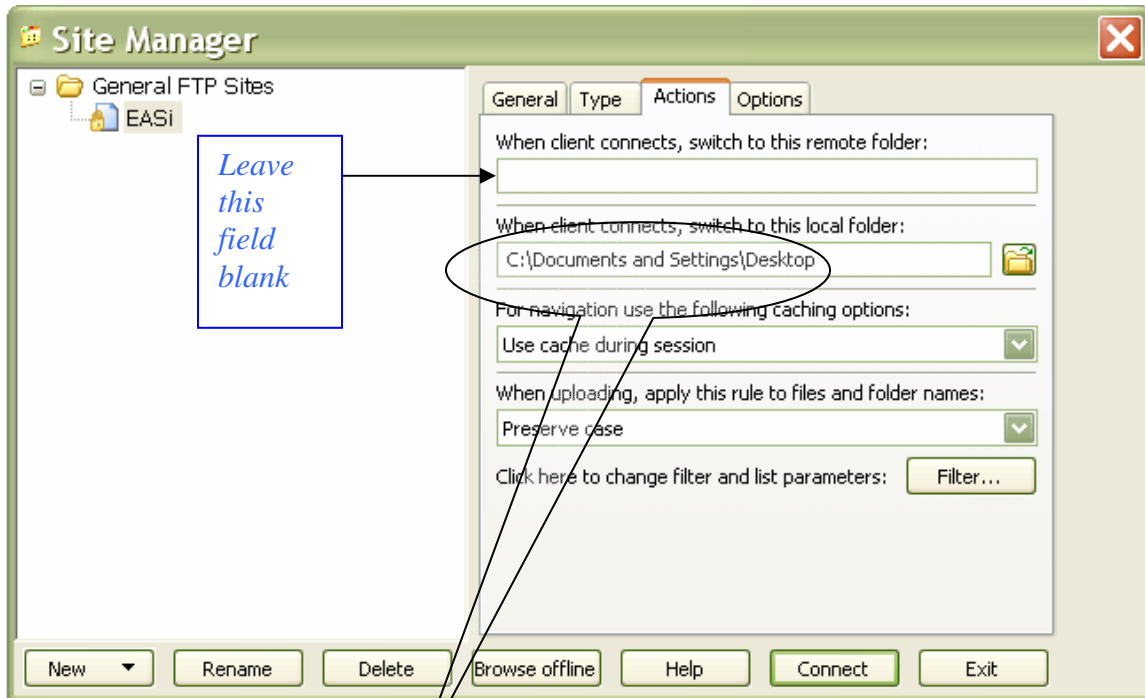 Site Manager
General FTP Sites
EASi
Leave
this
field
blank
General Type Actions Options
When client connects, switch to this remote folder:
When client connects, switch to this local folder:
C:\Documents and Settings\Desktop
For navigation use the following caching options:
Use cache during session
When uploading, apply this rule to files and folder names:
Preserve case
Click here to change filter and list parameters: Filter...
New Rename Delete Browse offline Help Connect Exit